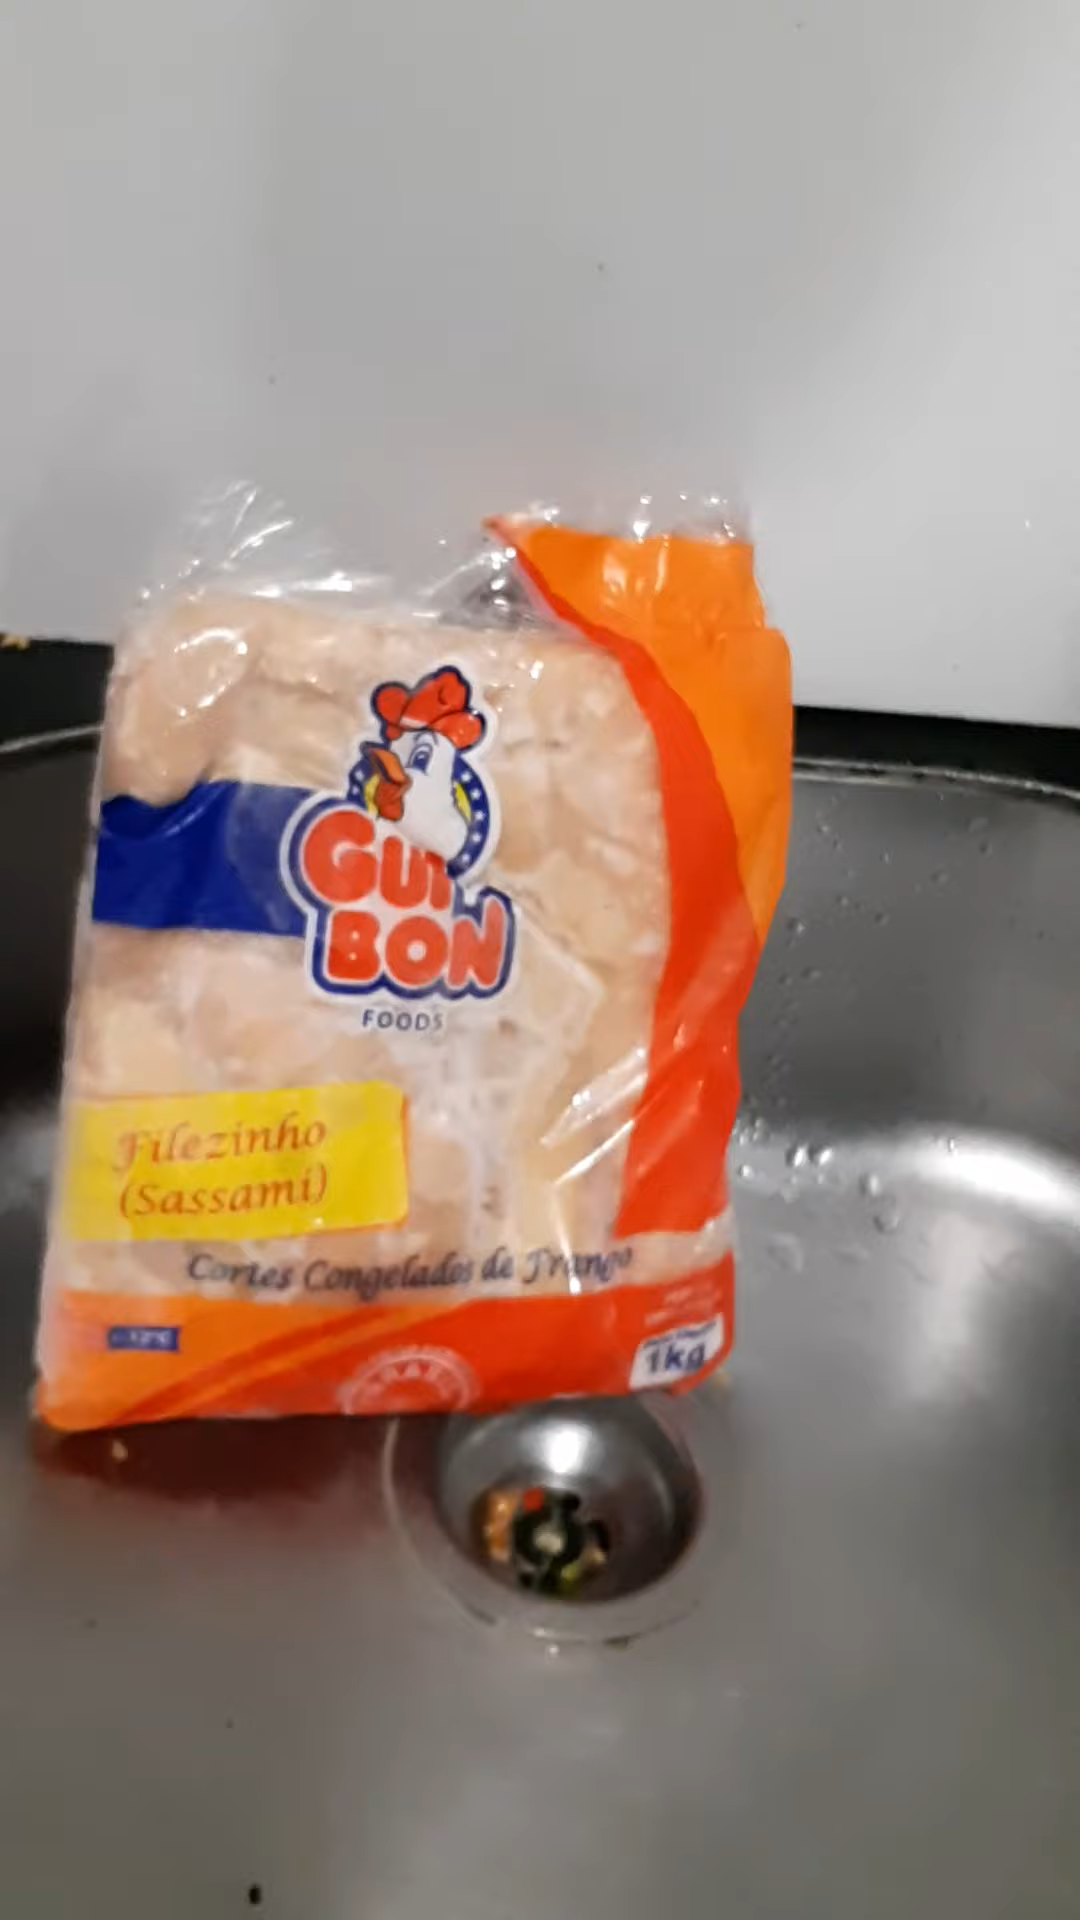 GUI
BON
FOODS
Filezinho
(Sassami)
Cortes Congelados de Frango
1kg